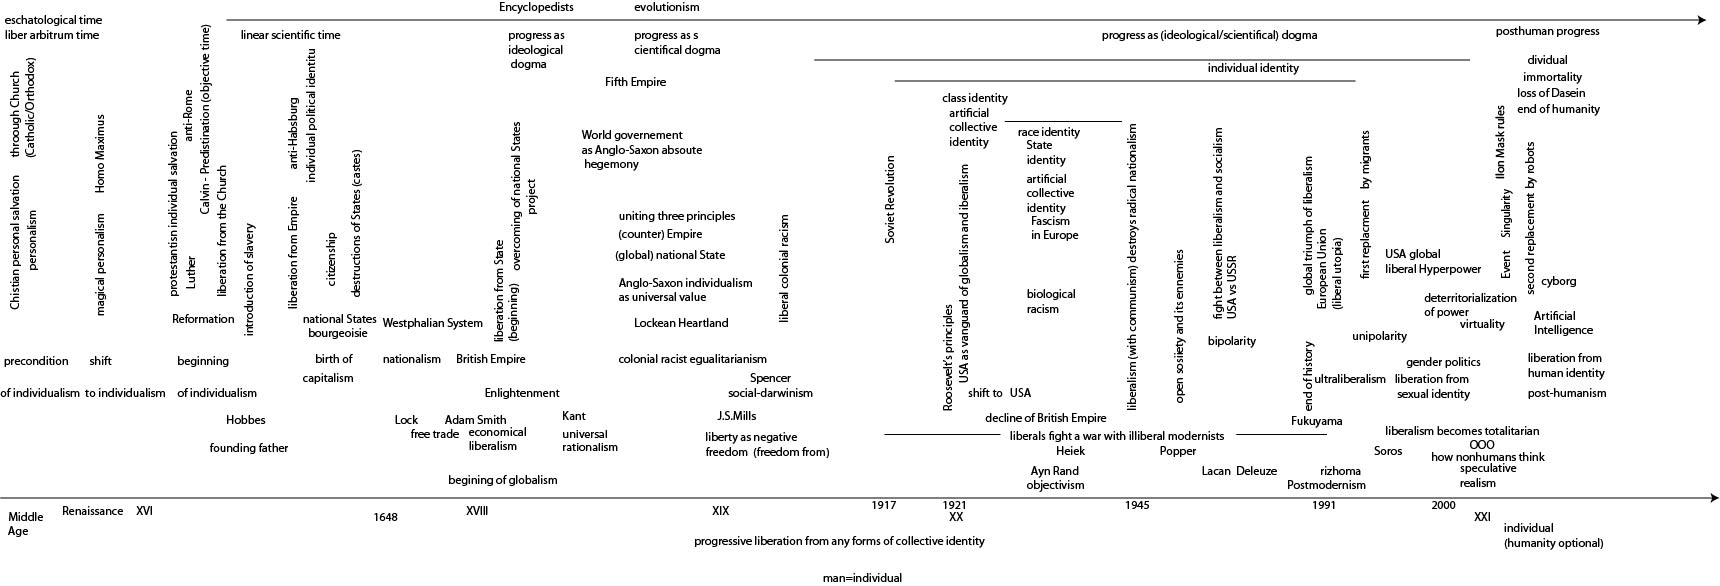 Encyclopedists
evolutionism
eschatological time
liber arbitrum time
linear scientific time
progress as
ideological
dogma
progress as s
cientifical dogma
progress as (ideological/scientifical) dogma
posthuman progress
individual identity
dividual
immortality
loss of Dasein
end of humanity
Fifth Empire
World governement
as Anglo-Saxon absoute
hegemony
class identity
artificial
collective
identity
race identity
State
identity
artificial
collective
identity
Fascism
in Europe
biological
racism
throough Church
(Catholic/Orthodox)
Chistian personal salvation
personalism
Homo Maximus
magical personalism
protestantisn individual salvation
anti-Rome
Luther
Calvin - Predistination (objective time)
liberation from the Church
introduction of slavery
anti-Habsburg
liberation from Empire
individual political identitu
citizenship
destructions of States (castes)
liberation from State
(beginning)
overcoming of national States
project
uniting three principles
(counter) Empire
(global) national State
Anglo-Saxon individualism
as universal value
Lockean Heartland
liberal colonial racism
Soviet Revolution
Roosevelt's principles
USA as vanguard of globalism and iberalism
liberalism (with communism) destroys radical nationalism
open sosiiety and its ennemies
fight between liberalism and socialism
USA vs USSR
bipolarity
global triumph of liberalism
European Union
(liberal utopia)
end of history
first replacment
by migrants
USA global
liberal Hyperpower
Event
Singularity
Illon Mask rules
second replacement by robots
cyborg
deterritorialization
of power
virtuality
Artificial
Intelligence
unipolarity
Reformation
national States
bourgeoisie
Westphalian System
precondition
of individualism
shift
to individualism
beginning
of individualism
birth of
capitalism
nationalism
British Empire
colonial racist egualitarianism
Enlightenment
Spencer
social-darwinism
shift to
USA
ultraliberalism
gender politics
liberation from
sexual identity
liberation from
human identity
post-humanism
Hobbes
founding father
Lock
free trade
Adam Smith
economical
liberalism
Kant
universal
rationalism
J.S.Mills
liberty as negative
freedom (freedom from)
decline of British Empire
liberals fight a war with illiberal modernists
Fukuyama
liberalism becomes totalitarian
OOO
how nonhumans think
speculative
realism
Heiek
Popper
Soros
Ayn Rand
objectivism
Lacan
Deleuze
rizhoma
Postmodernism
begining of globalism
Middle
Age
Renaissance
XVI
1648
XVIII
XIX
1917
1921
XX
1945
1991
2000
XXI
individual
(humanity optional)
progressive liberation from any forms of collective identity
man=individual